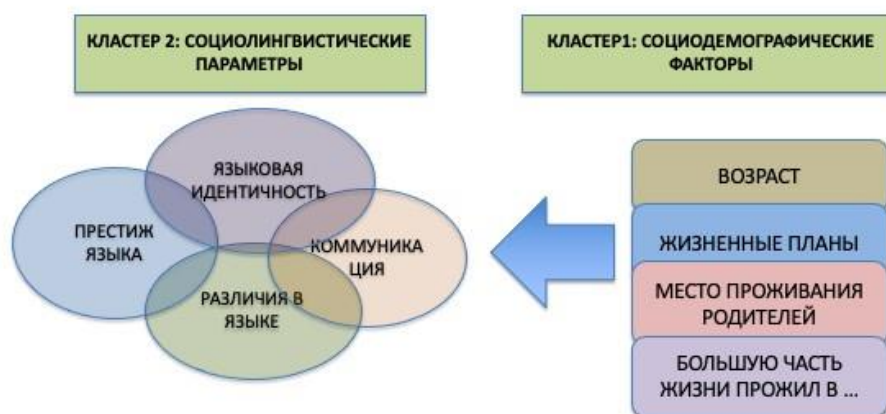 КЛАСТЕР 2: СОЦИОЛИНГВИСТИЧЕСКИЕ
ПАРАМЕТРЫ
ЯЗЫКОВАЯ
ИДЕНТИЧНОСТЬ
ПРЕСТИЖ
ЯЗЫКА
КОММУНИКА
ЦИЯ
РАЗЛИЧИЯ В
ЯЗЫКЕ
КЛАСТЕР1: СОЦИОДЕМОГРАФИЧЕСКИЕ
ФАКТОРЫ
ВОЗРАСТ
ЖИЗНЕННЫЕ ПЛАНЫ
МЕСТО ПРОЖИВАНИЯ
РОДИТЕЛЕЙ
БОЛЬШУЮ ЧАСТЬ
ЖИЗНИ ПРОЖИЛ В ...